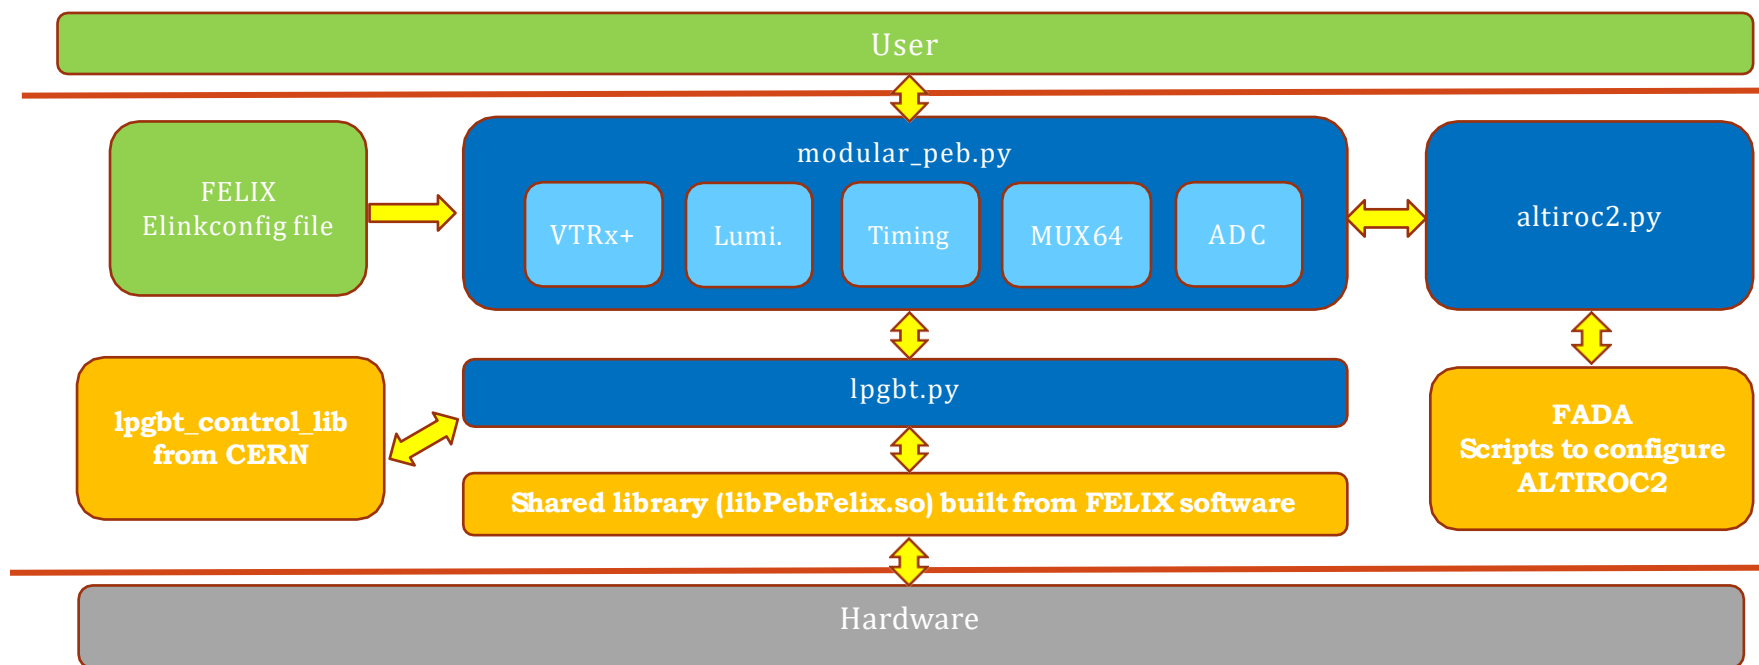 User
modular_peb.py
FELIX
Elinkconfig file
VTRx+
Lumi.
Timing
MUX64
ADC
altiroc2.py
lpgbt.py
lpgbt_control_lib
from CERN
FADA
Scripts to configure
ALTIROC2
Shared library (libPebFelix.so) built from FELIX software
Hardware